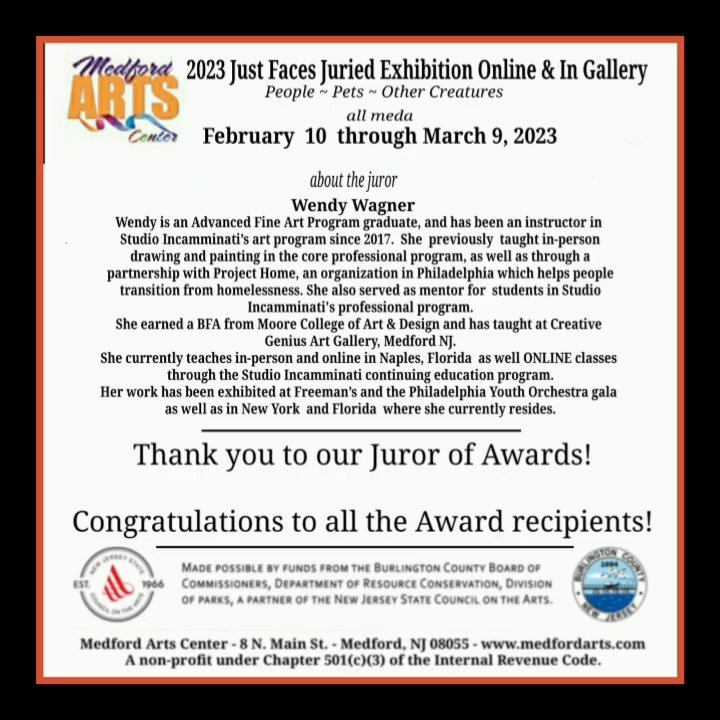 Medford
ARTS
Center
2023 Just Faces Juried Exhibition Online & In Gallery
People ~ Pets ~ Other Creatures
all meda
February 10 through March 9, 2023
about the juror
Wendy Wagner
Wendy is an Advanced Fine Art Program graduate, and has been an instructor in
Studio Incamminati's art program since 2017. She previously taught in-person
drawing and painting in the core professional program, as well as through a
partnership with Project Home, an organization in Philadelphia which helps people
transition from homelessness. She also served as mentor for students in Studio
Incamminati's professional program.
She earned a BFA from Moore College of Art & Design and has taught at Creative
Genius Art Gallery, Medford NJ.
She currently teaches in-person and online in Naples, Florida as well ONLINE classes
through the Studio Incamminati continuing education program.
Her work has been exhibited at Freeman's and the Philadelphia Youth Orchestra gala
as well as in New York and Florida where she currently resides.
Thank you to our Juror of Awards!
Congratulations to all the Award recipients!
NEW JERSEY STATE
EST. 1966
COUNCIL ON THE ARTS
MADE POSSIBLE BY FUNDS FROM THE BURLINGTON COUNTY BOARD OF
COMMISSIONERS, DEPARTMENT OF RESOURCE CONSERVATION, DIVISION
OF PARKS, A PARTNER OF THE NEW JERSEY STATE COUNCIL ON THE ARTS.
BURLINGTON COUNTY
1694
NEW JERSEY
Medford Arts Center - 8 N. Main St. - Medford, NJ 08055 - www.medfordarts.com
A non-profit under Chapter 501(c)(3) of the Internal Revenue Code.